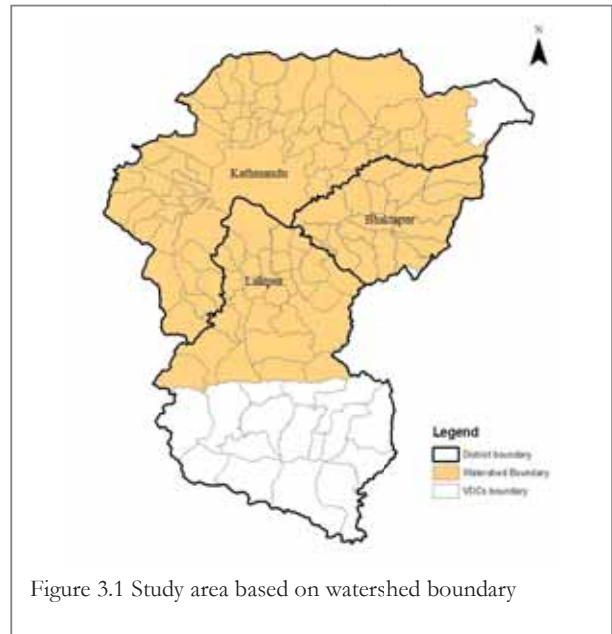 N
Kathmandu
Bhaktapur
Lalitpur
Legend
District boundary
Watershed Boundary
VDCs boundary
Figure 3.1 Study area based on watershed boundary